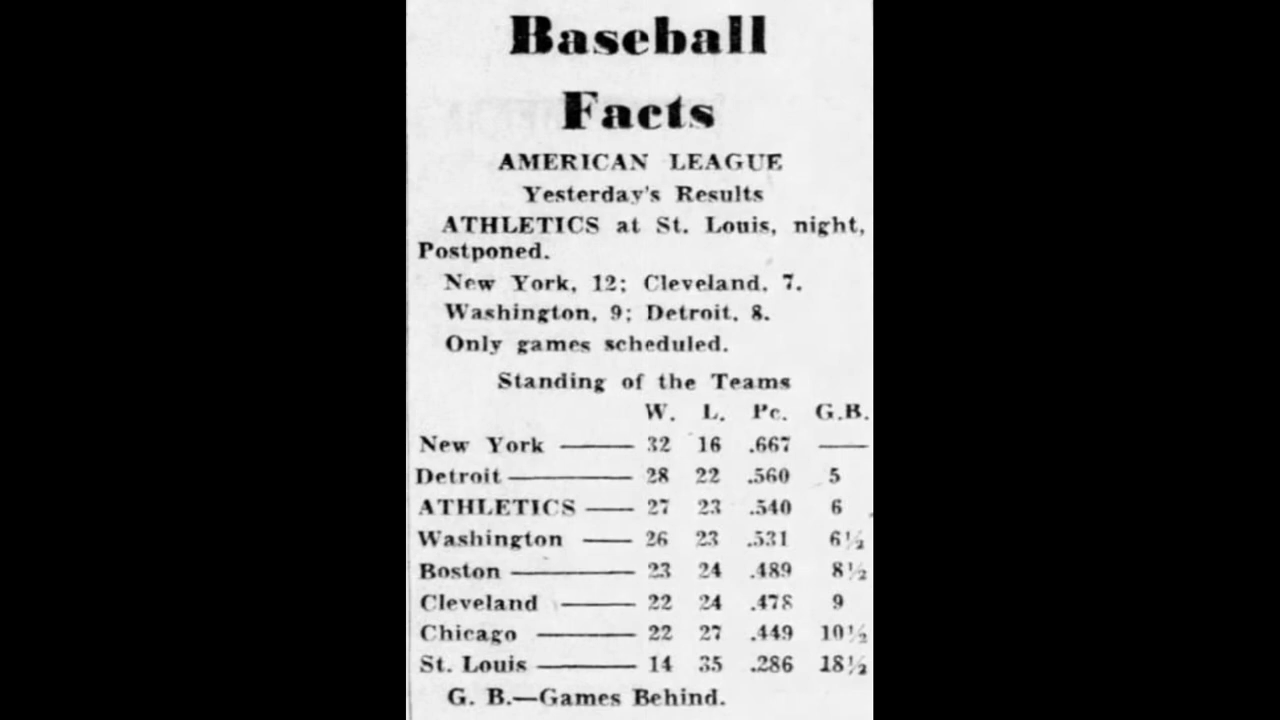 Baseball
Facts
AMERICAN LEAGUE
Yesterday's Results
ATHLETICS at St. Louis, night,
Postponed.
New York, 12; Cleveland, 7.
Washington, 9; Detroit, 8.
Only games scheduled.
Standing of the Teams
W. L. Pc. G.B.
New York —— 32 16 .667 ——
Detroit —— 28 22 .560 5
ATHLETICS —— 27 23 .540 6
Washington —— 26 23 .531 6½
Boston —— 23 24 .489 8½
Cleveland —— 22 24 .478 9
Chicago —— 22 27 .449 10½
St. Louis —— 14 35 .286 18½
G. B.—Games Behind.